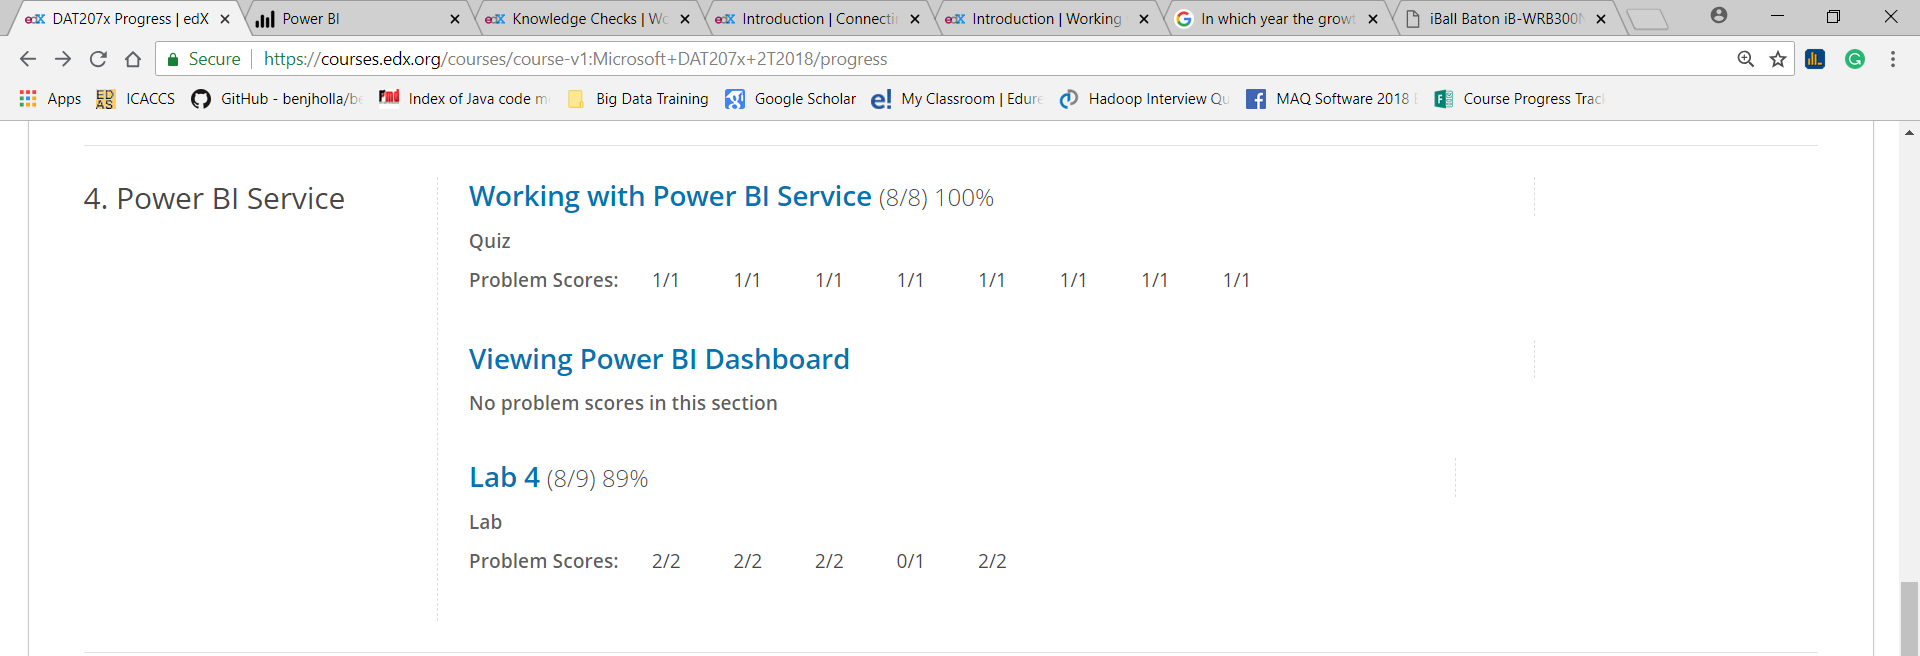 DAT207x Progress | edX
Power BI
Knowledge Checks | Wo
Introduction | Connecti
Introduction | Working
In which year the growt
iBall Baton iB-WRB300N
Secure https://courses.edx.org/courses/course-v1:Microsoft+DAT207x+2T2018/progress
Apps ICACCS GitHub - benjholla/be Index of Java code m Big Data Training Google Scholar My Classroom | Edure Hadoop Interview Qu MAQ Software 2018 Course Progress Trac
4. Power BI Service
Working with Power BI Service (8/8) 100%
Quiz
Problem Scores: 1/1 1/1 1/1 1/1 1/1 1/1 1/1 1/1
Viewing Power BI Dashboard
No problem scores in this section
Lab 4 (8/9) 89%
Lab
Problem Scores: 2/2 2/2 2/2 0/1 2/2